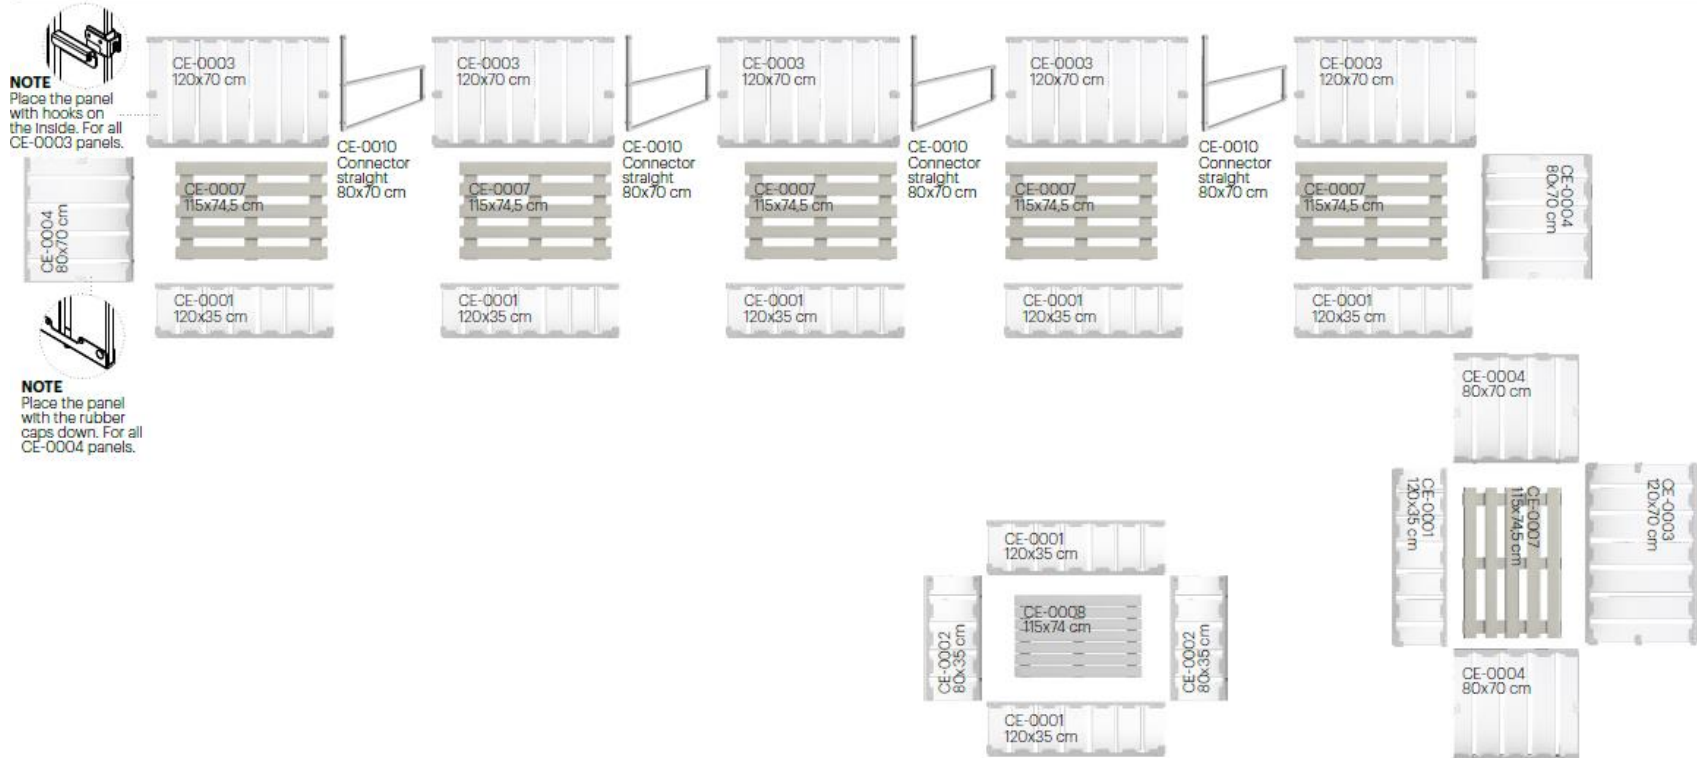 NOTE
Place the panel
with hooks on
the inside. For all
CE-0003 panels.
CE-0003
120x70 cm
CE-0003
120x70 cm
CE-0003
120x70 cm
CE-0003
120x70 cm
CE-0003
120x70 cm
CE-0010
Connector
straight
80x70 cm
CE-0010
Connector
straight
80x70 cm
CE-0010
Connector
straight
80x70 cm
CE-0010
Connector
straight
80x70 cm
CE-0004
80x70 cm
CE-0007
115x74,5 cm
CE-0007
115x74,5 cm
CE-0007
115x74,5 cm
CE-0007
115x74,5 cm
CE-0007
115x74,5 cm
CE-0004
80x70 cm
CE-0001
120x35 cm
CE-0001
120x35 cm
CE-0001
120x35 cm
CE-0001
120x35 cm
CE-0001
120x35 cm
NOTE
Place the panel
with the rubber
caps down. For all
CE-0004 panels.
CE-0004
80x70 cm
CE-0001
120x35 cm
CE-0007
115x74,5 cm
CE-0003
120x70 cm
CE-0004
80x70 cm
CE-0001
120x35 cm
CE-0002
80x35 cm
CE-0008
115x74 cm
CE-0002
80x35 cm
CE-0001
120x35 cm